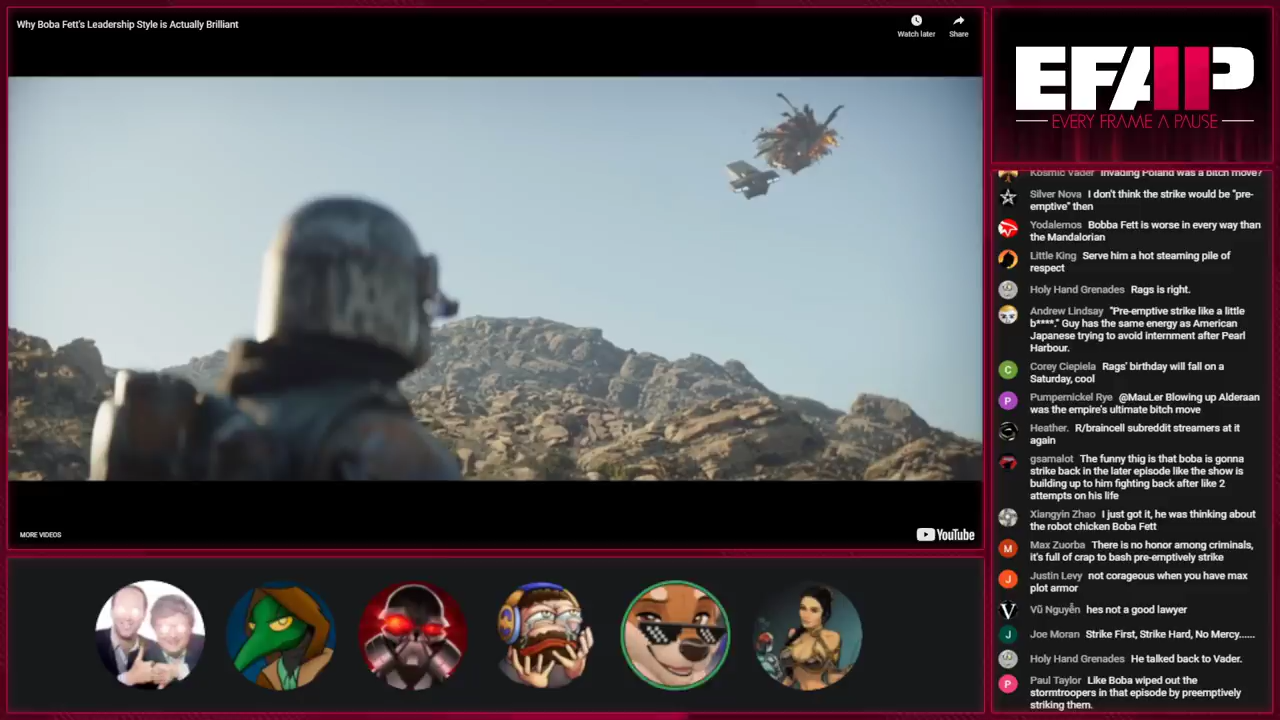 Why Boba Fett's Leadership Style is Actually Brilliant
Watch later
Share
MORE VIDEOS
YouTube
EFAP
EVERY FRAME A PAUSE
Kosmic Vader Invading Poland was a bitch move?
Silver Nova I don't think the strike would be "pre-
emptive" then
Yodalemos Bobba Fett is worse in every way than
the Mandalorian
Little King Serve him a hot steaming pile of
respect
Holy Hand Grenades Rags is right.
Andrew Lindsay "Pre-emptive strike like a little
b****." Guy has the same energy as American
Japanese trying to avoid internment after Pearl
Harbour.
Corey Ciepiela Rags' birthday will fall on a
Saturday, cool
Pumpernickel Rye @MauLer Blowing up Alderaan
was the empire's ultimate bitch move
Heather. R/braincell subreddit streamers at it
again
gsamalot The funny thig is that boba is gonna
strike back in the later episode like the show is
building up to him fighting back after like 2
attempts on his life
Xiangyin Zhao I just got it, he was thinking about
the robot chicken Boba Fett
Max Zuorba There is no honor among criminals,
it's full of crap to bash pre-emptively strike
Justin Levy not corageous when you have max
plot armor
Vũ Nguyễn hes not a good lawyer
Joe Moran Strike First, Strike Hard, No Mercy......
Holy Hand Grenades He talked back to Vader.
Paul Taylor Like Boba wiped out the
stormtroopers in that episode by preemptively
striking them.